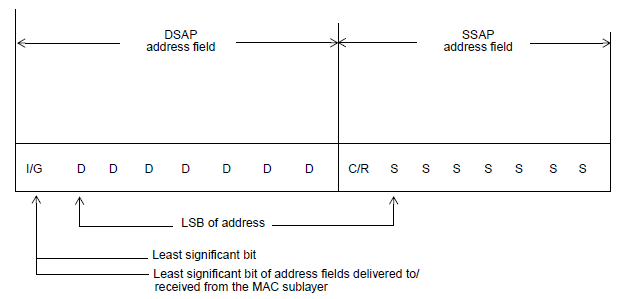 DSAP
address field
SSAP
address field
I/G D D D D D D D C/R S S S S S S S
LSB of address
Least significant bit
Least significant bit of address fields delivered to/
received from the MAC sublayer